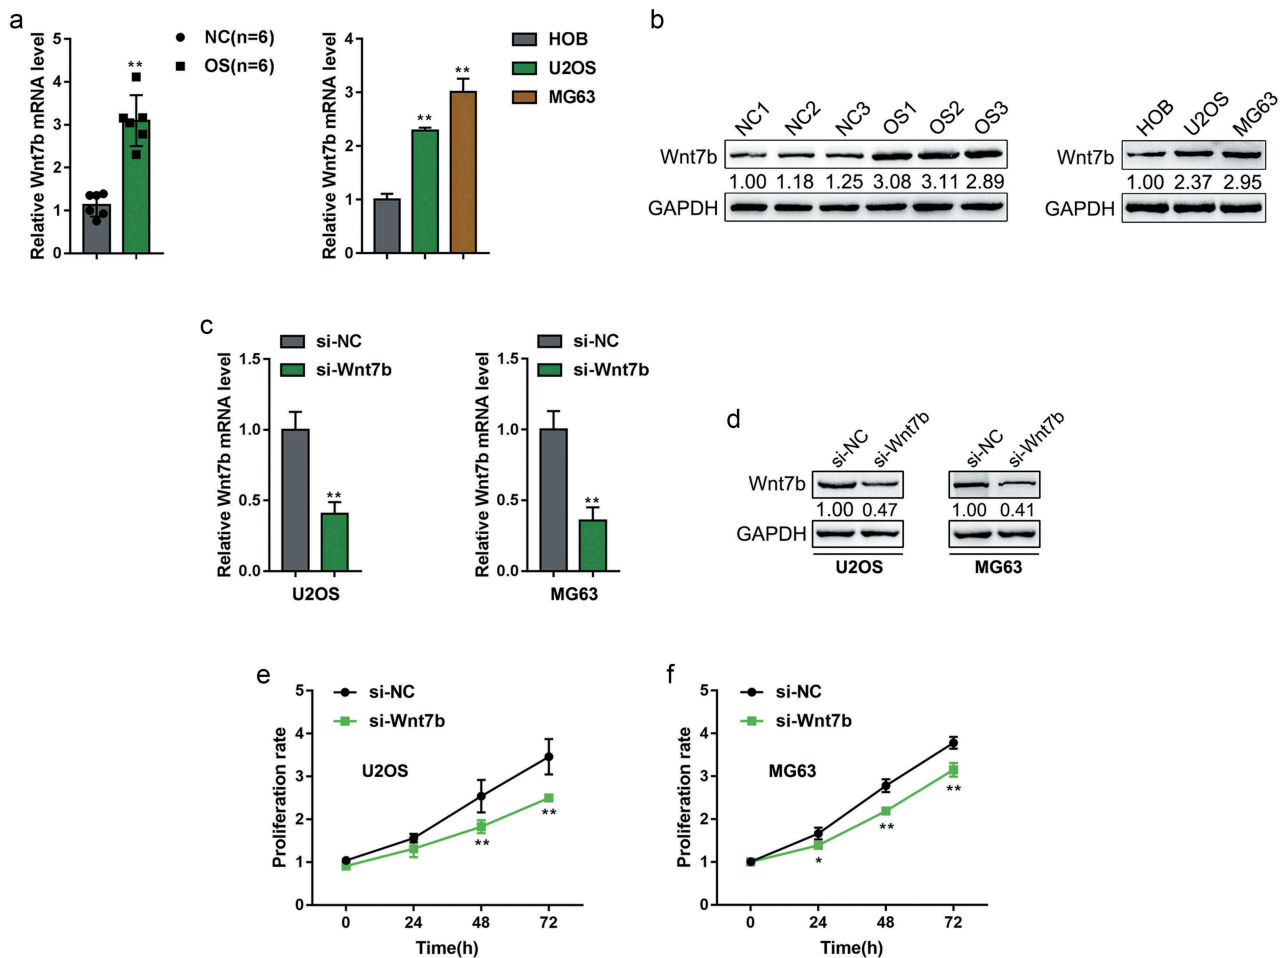 a
Relative Wnt7b mRNA level
5
4
3
2
1
0
**
NC(n=6)
OS(n=6)
Relative Wnt7b mRNA level
4
3
2
1
0
**
**
HOB
U2OS
MG63
b
NC1 NC2 NC3 OS1 OS2 OS3
Wnt7b
1.00 1.18 1.25 3.08 3.11 2.89
GAPDH
HOB U2OS MG63
Wnt7b
1.00 2.37 2.95
GAPDH
c
si-NC
si-Wnt7b
Relative Wnt7b mRNA level
1.5
1.0
0.5
0.0
**
U2OS
si-NC
si-Wnt7b
Relative Wnt7b mRNA level
1.5
1.0
0.5
0.0
**
MG63
d
si-NC si-Wnt7b si-NC si-Wnt7b
Wnt7b
1.00 0.47 1.00 0.41
GAPDH
U2OS MG63
e
si-NC
si-Wnt7b
U2OS
Proliferation rate
5
4
3
2
1
0
**
**
0 24 48 72
Time(h)
f
si-NC
si-Wnt7b
MG63
Proliferation rate
5
4
3
2
1
0
*
**
**
0 24 48 72
Time(h)